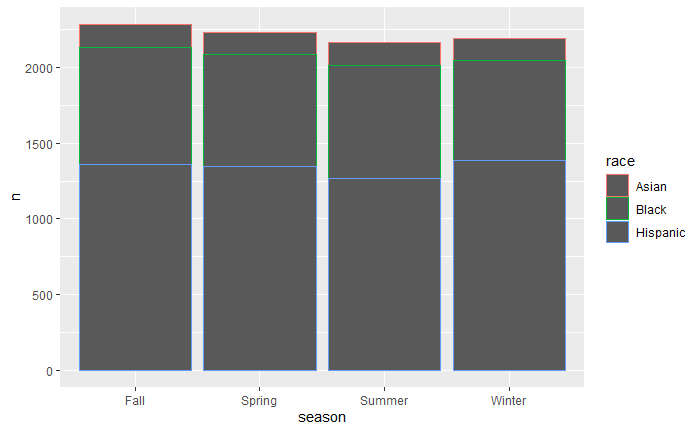 2000
1500
1000
500
0
n
Fall
Spring
Summer
Winter
season
race
Asian
Black
Hispanic